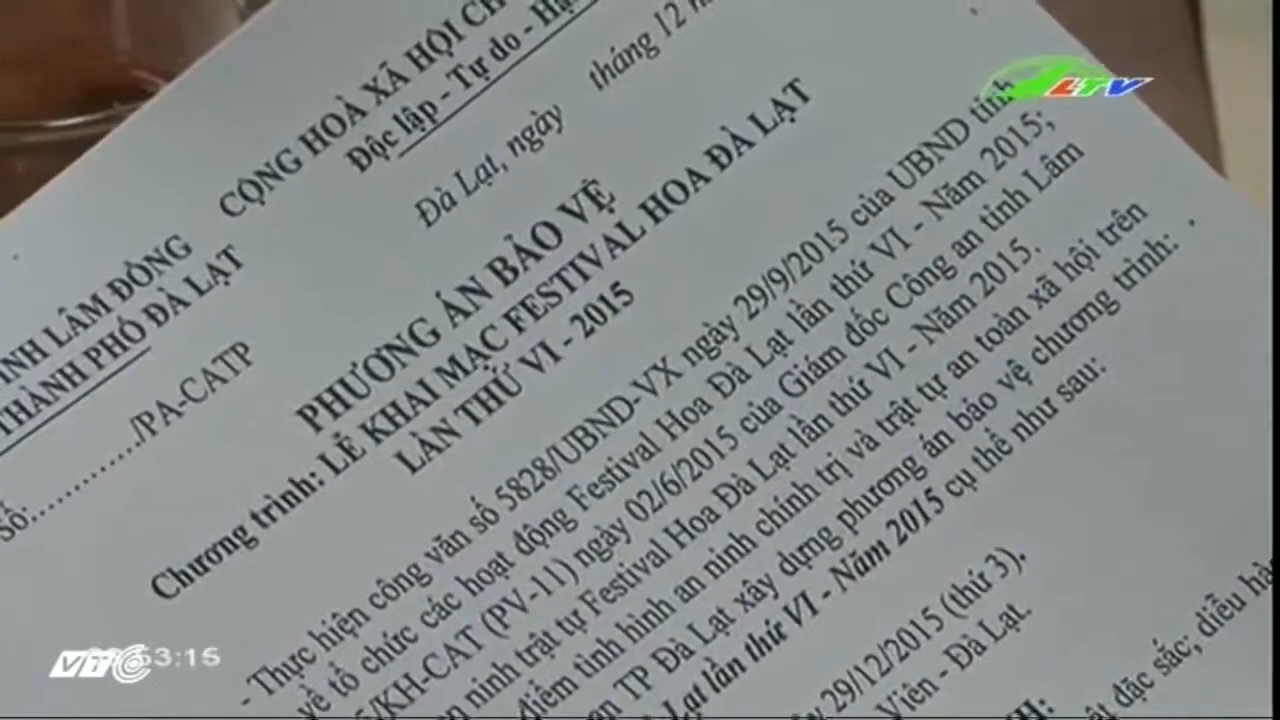 CỘNG HOÀ XÃ HỘI
Độc lập - Tự do -
Đà Lạt, ngày tháng 12
LÂM ĐỒNG
THÀNH PHỐ ĐÀ LẠT
Số:............./PA-CATP
PHƯƠNG ÁN BẢO VỆ
Chương trình: LỄ KHAI MẠC FESTIVAL HOA ĐÀ LẠT
LẦN THỨ VI - 2015
- Thực hiện công văn số 5828/UBND-VX ngày 29/9/2015 của UBND tỉnh
về tổ chức các hoạt động Festival Hoa Đà Lạt lần thứ VI - Năm 2015;
/KH-CAT (PV-11) ngày 02/6/2015 của Giám đốc Công an tỉnh Lâm
ninh trật tự Festival Hoa Đà Lạt lần thứ VI - Năm 2015.
điểm tình hình an ninh chính trị và trật tự an toàn xã hội trên
TP Đà Lạt xây dựng phương án bảo vệ chương trình:
Lạt lần thứ VI - Năm 2015 cụ thể như sau:
29/12/2015 (thứ 3).
Viên - Đà Lạt.
đặc sắc; diễu
LTV
VTC
53:15